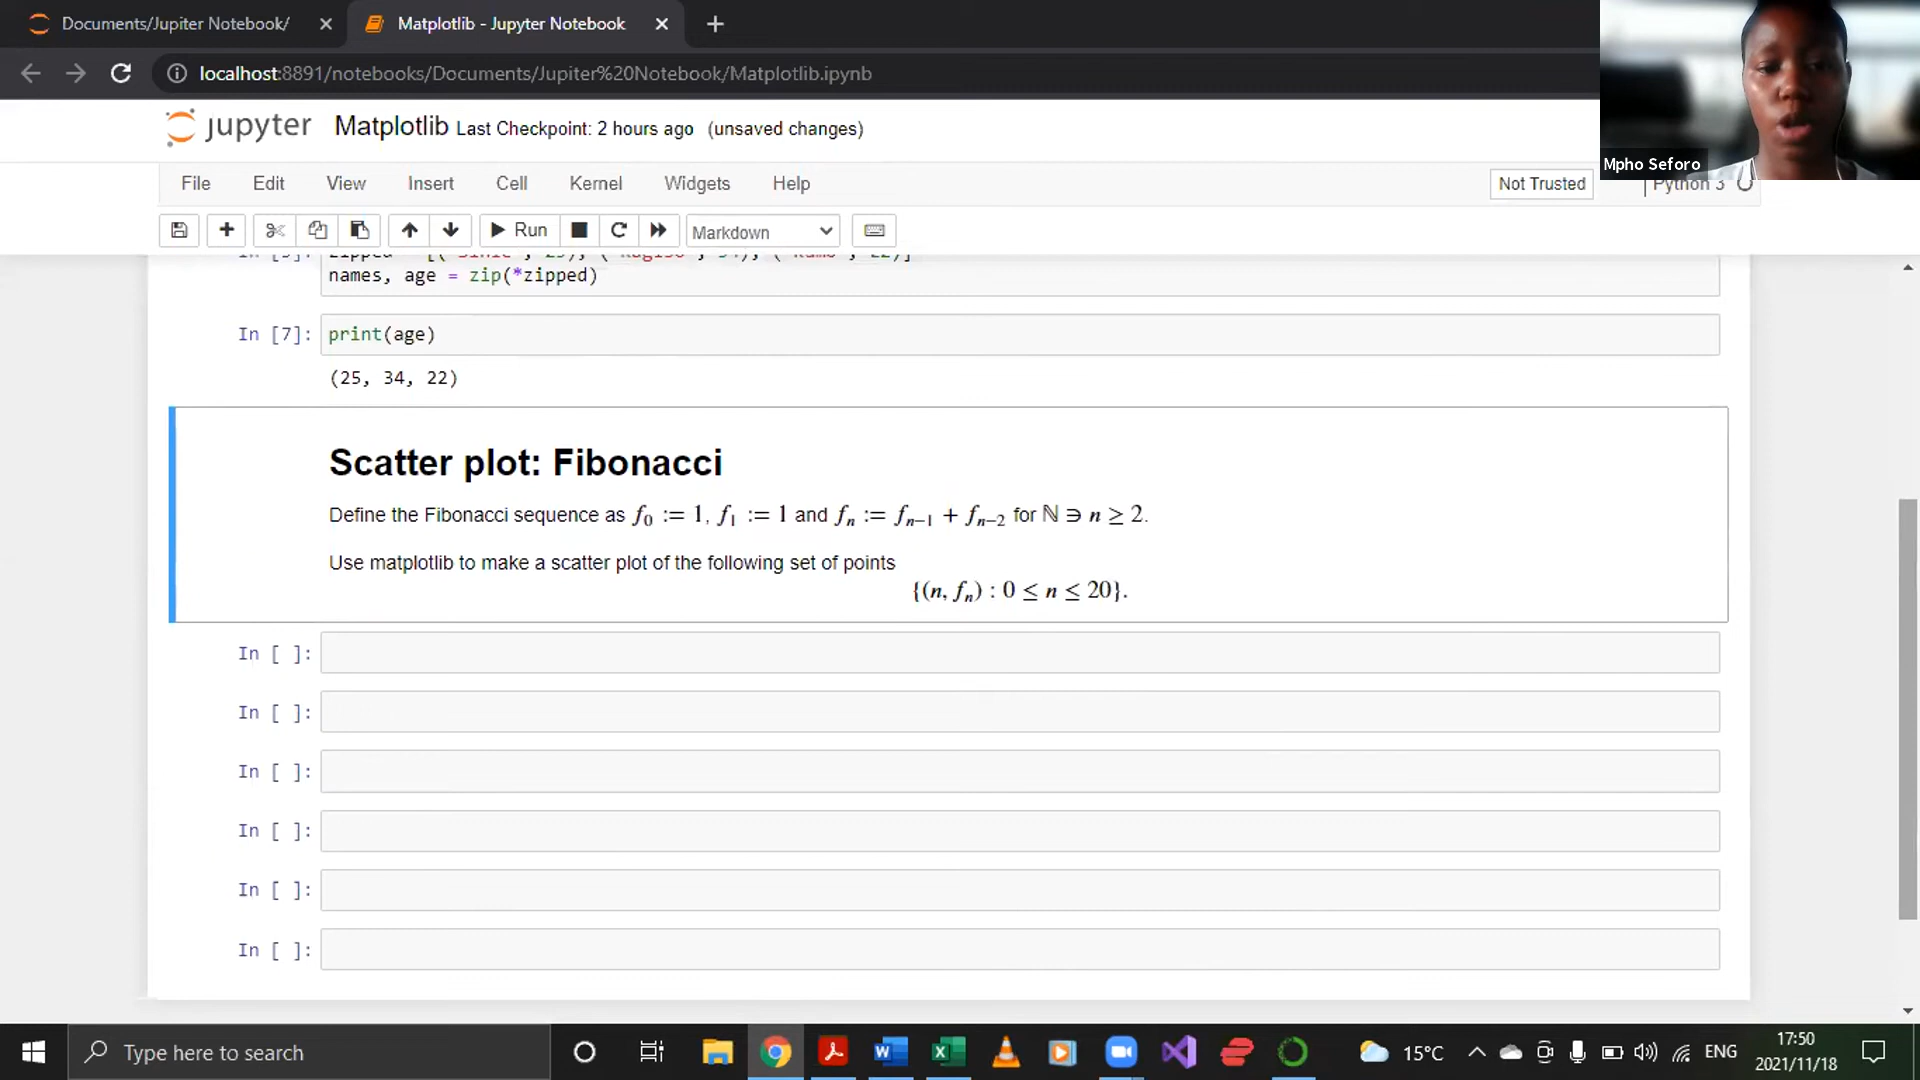 Documents/Jupiter Notebook/
Matplotlib - Jupyter Notebook
localhost:8891/notebooks/Documents/Jupiter%20Notebook/Matplotlib.ipynb
Mpho Seforo
jupyter Matplotlib Last Checkpoint: 2 hours ago (unsaved changes)
File Edit View Insert Cell Kernel Widgets Help
Not Trusted
Python 3
Run
Markdown
names, age = zip(*zipped)
In [7]: print(age)
(25, 34, 22)
Scatter plot: Fibonacci
Define the Fibonacci sequence as f₀ := 1, f₁ := 1 and fₙ := fₙ₋₁ + fₙ₋₂ for ℕ ∋ n ≥ 2.
Use matplotlib to make a scatter plot of the following set of points
{(n, fₙ) : 0 ≤ n ≤ 20}.
In [ ]:
In [ ]:
In [ ]:
In [ ]:
In [ ]:
In [ ]:
Type here to search
15°C
ENG
17:50
2021/11/18